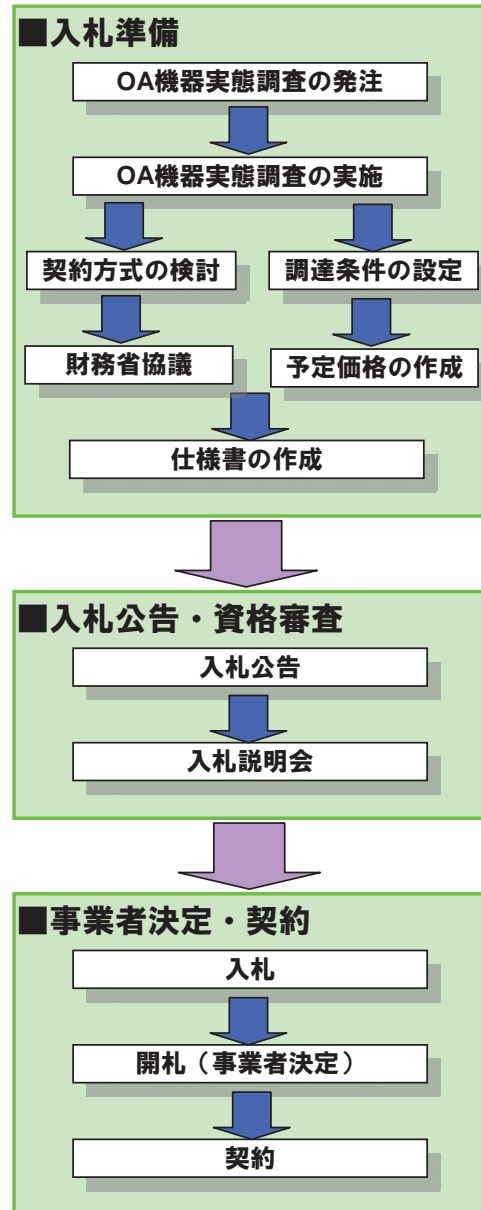 ■入札準備
OA機器実態調査の発注
OA機器実態調査の実施
契約方式の検討
調達条件の設定
財務省協議
予定価格の作成
仕様書の作成
■入札公告・資格審査
入札公告
入札説明会
■事業者決定・契約
入札
開札（事業者決定）
契約